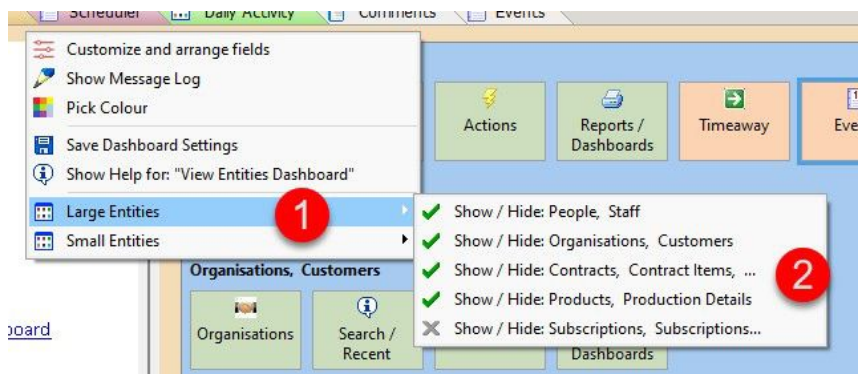 Scheduler
Daily Activity
Comments
Events
Customize and arrange fields
Show Message Log
Pick Colour
Save Dashboard Settings
Show Help for: "View Entities Dashboard"
Large Entities
Small Entities
1
Actions
Reports /
Dashboards
Timeaway
Show / Hide: People, Staff
Show / Hide: Organisations, Customers
Show / Hide: Contracts, Contract Items, ...
Show / Hide: Products, Production Details
Show / Hide: Subscriptions, Subscriptions...
2
Organisations, Customers
Organisations
Search /
Recent
Dashboards